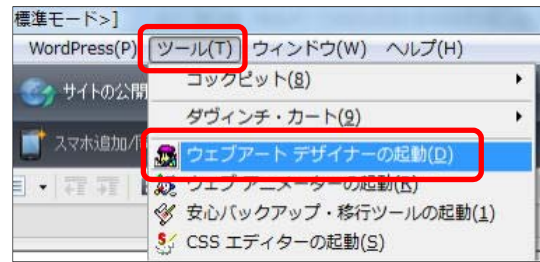 標準モード>]
WordPress(P) ツール(T) ウィンドウ(W) ヘルプ(H)
サイトの公開 コックピット(8)
ダヴィンチ・カート(9)
スマホ追加 ウェブアート デザイナーの起動(D)
ウェブ アニメーターの起動(R)
安心バックアップ・移行ツールの起動(1)
CSS エディターの起動(S)